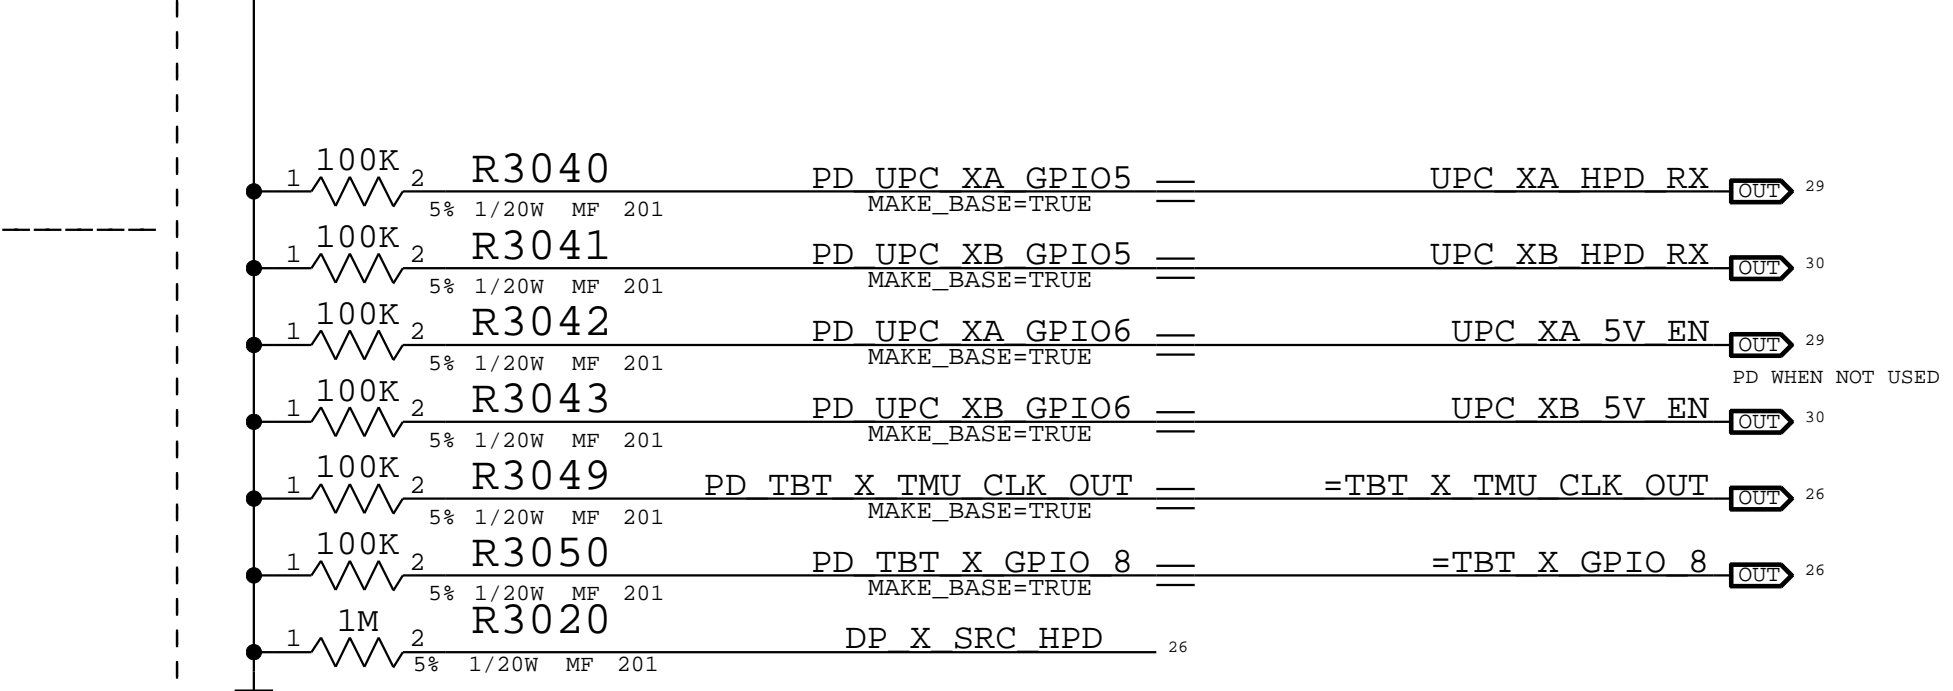 1 100K 2 R3040 PD_UPC_XA_GPIO5 UPC_XA_HPD_RX OUT 29
5% 1/20W MF 201 MAKE_BASE=TRUE
1 100K 2 R3041 PD_UPC_XB_GPIO5 UPC_XB_HPD_RX OUT 30
5% 1/20W MF 201 MAKE_BASE=TRUE
1 100K 2 R3042 PD_UPC_XA_GPIO6 UPC_XA_5V_EN OUT 29
5% 1/20W MF 201 MAKE_BASE=TRUE
PD WHEN NOT USED
1 100K 2 R3043 PD_UPC_XB_GPIO6 UPC_XB_5V_EN OUT 30
5% 1/20W MF 201 MAKE_BASE=TRUE
1 100K 2 R3049 PD_TBT_X_TMU_CLK_OUT =TBT_X_TMU_CLK_OUT OUT 26
5% 1/20W MF 201 MAKE_BASE=TRUE
1 100K 2 R3050 PD_TBT_X_GPIO_8 =TBT_X_GPIO_8 OUT 26
5% 1/20W MF 201 MAKE_BASE=TRUE
1 1M 2 R3020 DP_X_SRC_HPD 26
5% 1/20W MF 201